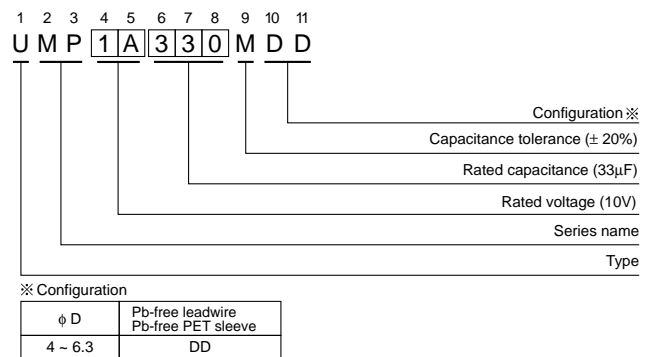 1 2 3 4 5 6 7 8 9 10 11
U M P 1 A 3 3 0 M D D
Configuration※
Capacitance tolerance (± 20%)
Rated capacitance (33µF)
Rated voltage (10V)
Series name
Type
※ Configuration
ϕ D
Pb-free leadwire
Pb-free PET sleeve
4 ~ 6.3
DD